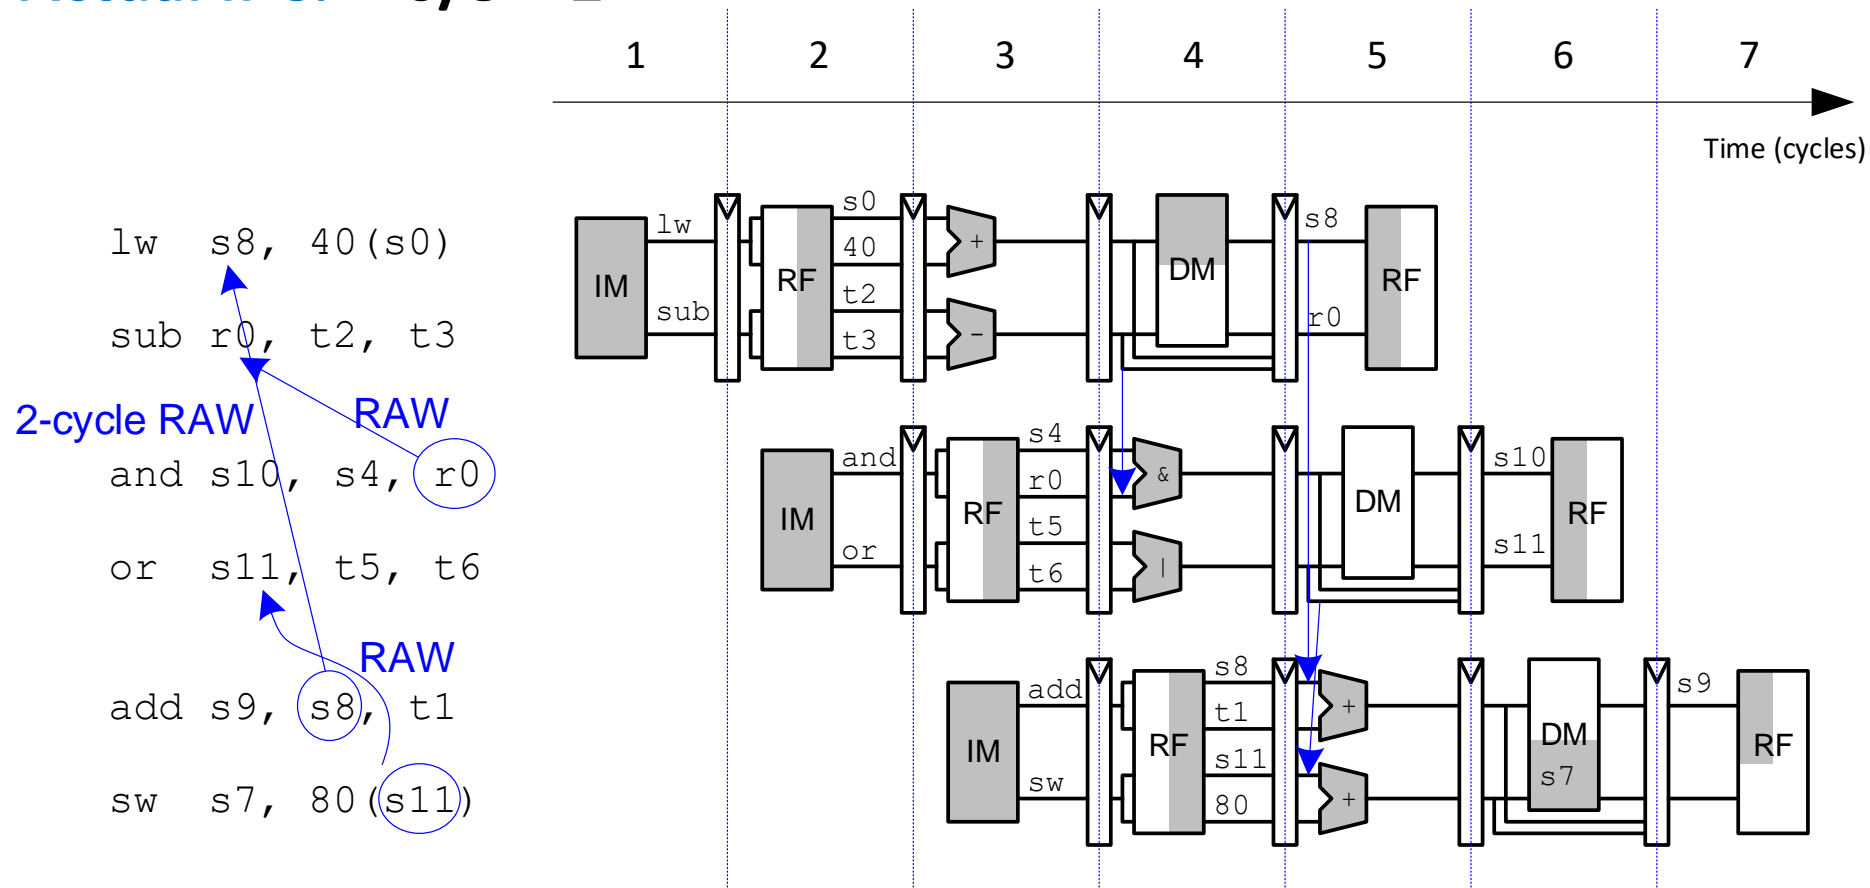 1 2 3 4 5 6 7
Time (cycles)
lw s8, 40(s0)
sub r0, t2, t3
2-cycle RAW
RAW
and s10, s4, r0
or s11, t5, t6
RAW
add s9, s8, t1
sw s7, 80(s11)
IM
lw
sub
RF
s0
40
t2
t3
+
-
DM
s8
r0
RF
IM
and
or
RF
s4
r0
t5
t6
&
|
DM
s10
s11
RF
IM
add
sw
RF
s8
t1
s11
80
+
+
DM
s7
s9
RF